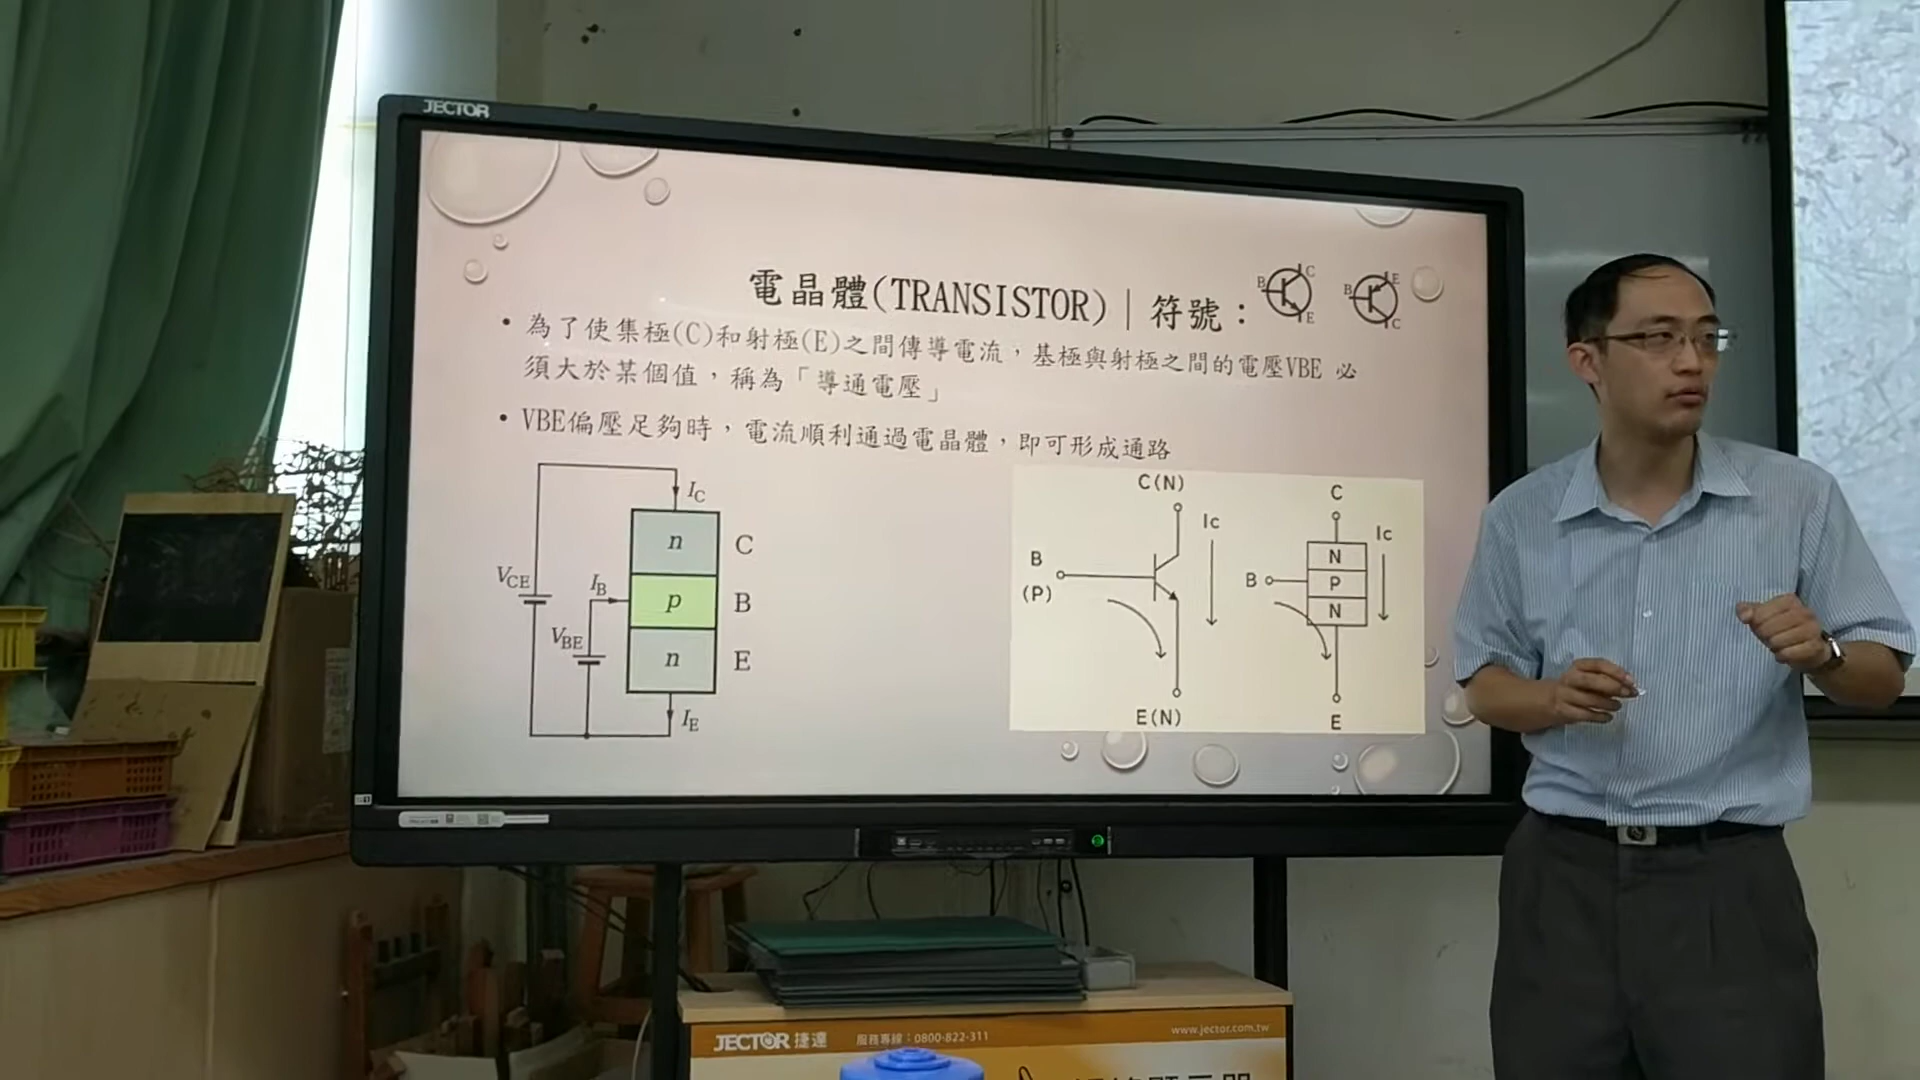 JECTOR
電晶體(TRANSISTOR)|符號：
B C E
B E C
• 為了使集極(C)和射極(E)之間傳導電流，基極與射極之間的電壓VBE 必
須大於某個值，稱為「導通電壓」
• VBE偏壓足夠時，電流順利通過電晶體，即可形成通路
IC
n C
VCE
IB
p B
VBE
n E
IE
C(N)
Ic
B
(P)
E(N)
C
Ic
N
B P
N
E
JECTOR 捷達 服務專線：0800-822-311 www.jector.com.tw